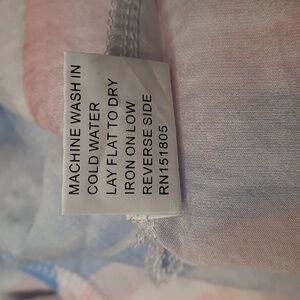 MACHINE WASH IN
COLD WATER
LAY FLAT TO DRY
IRON ON LOW
REVERSE SIDE
RN151805